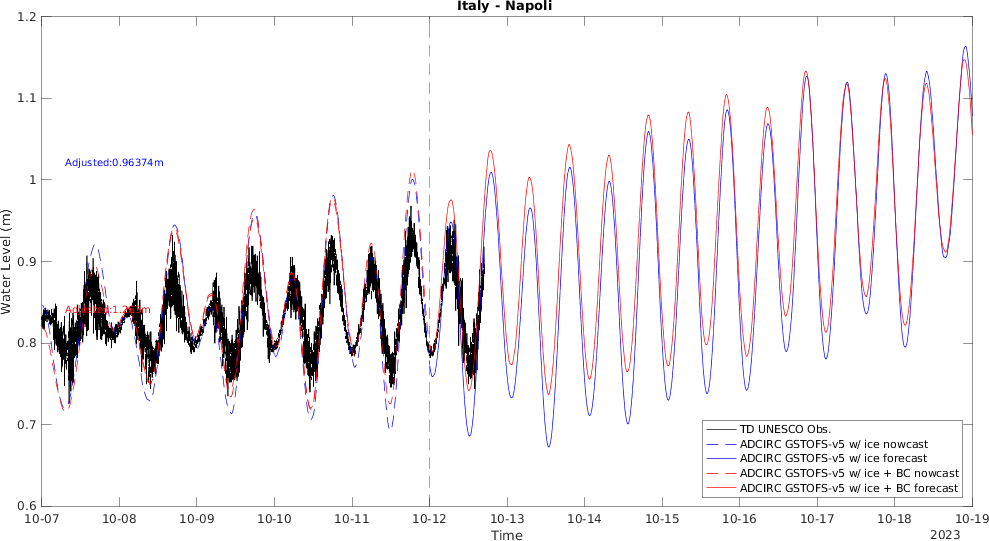 Italy - Napoli
Water Level (m)
1.2
1.1
1
0.9
0.8
0.7
0.6
Adjusted:0.96374m
TD UNESCO Obs.
ADCIRC GSTOFS-v5 w/ ice nowcast
ADCIRC GSTOFS-v5 w/ ice forecast
ADCIRC GSTOFS-v5 w/ ice + BC nowcast
ADCIRC GSTOFS-v5 w/ ice + BC forecast
10-07 10-08 10-09 10-10 10-11 10-12 10-13 10-14 10-15 10-16 10-17 10-18 10-19
Time
2023